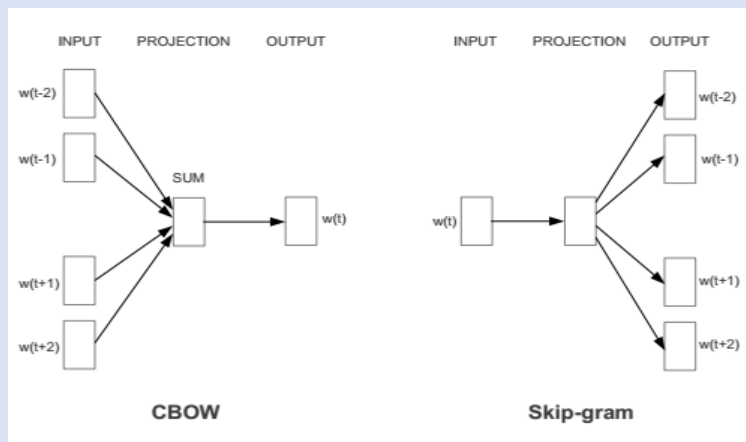 INPUT PROJECTION OUTPUT
w(t-2)
w(t-1)
SUM
w(t)
w(t+1)
w(t+2)
CBOW
INPUT PROJECTION OUTPUT
w(t-2)
w(t-1)
w(t)
w(t+1)
w(t+2)
Skip-gram